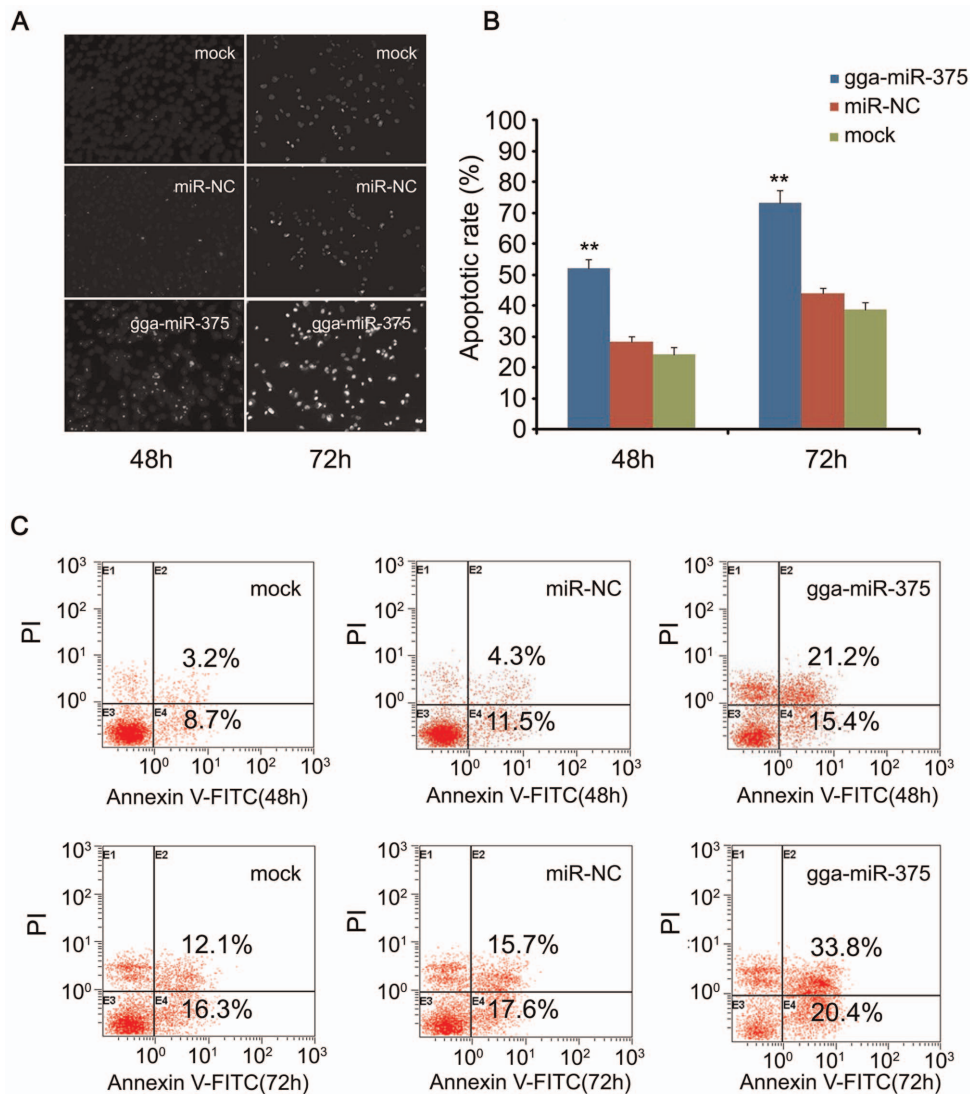 A
mock
mock
miR-NC
miR-NC
gga-miR-375
gga-miR-375
48h
72h
B
gga-miR-375
miR-NC
mock
Apoptotic rate (%)
100
90
80
70
60
50
40
30
20
10
0
**
**
48h
72h
C
PI
10³
10²
10¹
10⁰
E1
E2
mock
3.2%
E3
E4
8.7%
10⁰
10¹
10²
10³
Annexin V-FITC(48h)
PI
10³
10²
10¹
10⁰
E1
E2
miR-NC
4.3%
E3
E4
11.5%
10⁰
10¹
10²
10³
Annexin V-FITC(48h)
PI
10³
10²
10¹
10⁰
E1
E2
gga-miR-375
21.2%
E3
E4
15.4%
10⁰
10¹
10²
10³
Annexin V-FITC(48h)
PI
10³
10²
10¹
10⁰
E1
E2
mock
12.1%
E3
E4
16.3%
10⁰
10¹
10²
10³
Annexin V-FITC(72h)
PI
10³
10²
10¹
10⁰
E1
E2
miR-NC
15.7%
E3
E4
17.6%
10⁰
10¹
10²
10³
Annexin V-FITC(72h)
PI
10³
10²
10¹
10⁰
E1
E2
gga-miR-375
33.8%
E3
E4
20.4%
10⁰
10¹
10²
10³
Annexin V-FITC(72h)